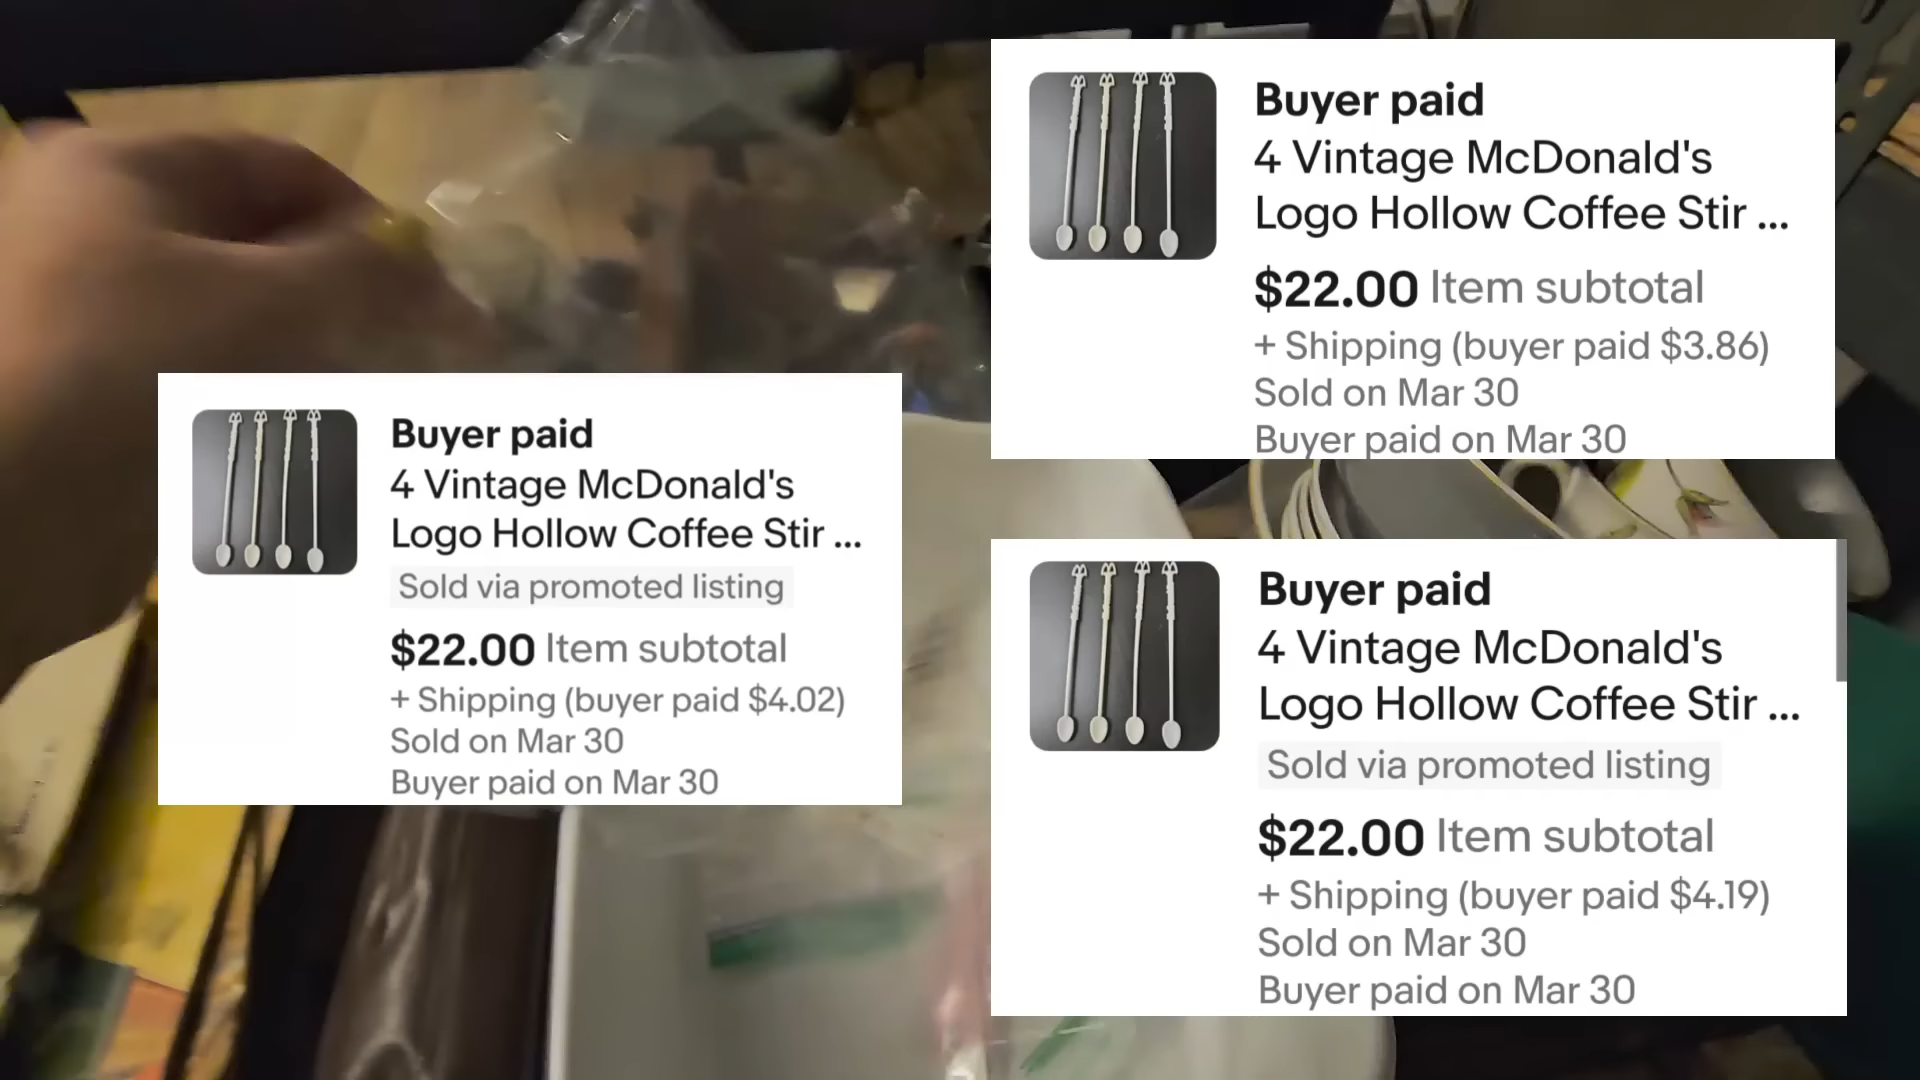 Buyer paid
4 Vintage McDonald's
Logo Hollow Coffee Stir ...
$22.00 Item subtotal
+ Shipping (buyer paid $3.86)
Sold on Mar 30
Buyer paid on Mar 30
Buyer paid
4 Vintage McDonald's
Logo Hollow Coffee Stir ...
Sold via promoted listing
$22.00 Item subtotal
+ Shipping (buyer paid $4.02)
Sold on Mar 30
Buyer paid on Mar 30
Buyer paid
4 Vintage McDonald's
Logo Hollow Coffee Stir ...
Sold via promoted listing
$22.00 Item subtotal
+ Shipping (buyer paid $4.19)
Sold on Mar 30
Buyer paid on Mar 30